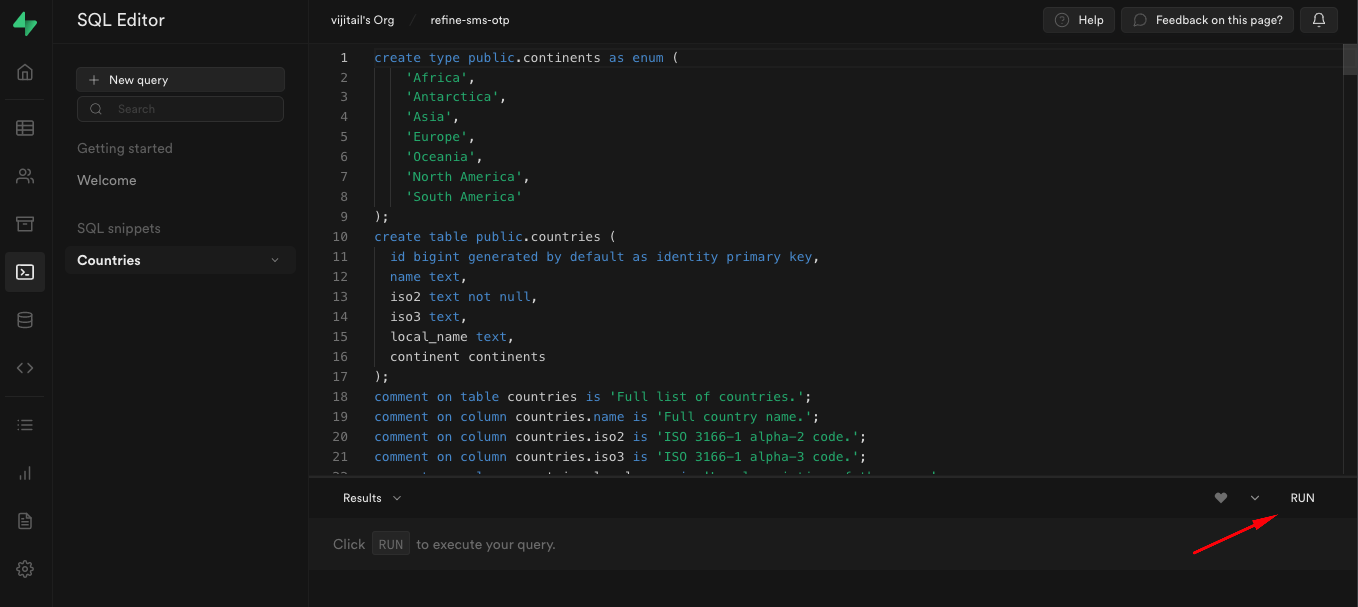 SQL Editor
vijitail's Org / refine-sms-otp
Help
Feedback on this page?
+ New query
Search
Getting started
Welcome
SQL snippets
Countries
1 create type public.continents as enum (
2 'Africa',
3 'Antarctica',
4 'Asia',
5 'Europe',
6 'Oceania',
7 'North America',
8 'South America'
9 );
10 create table public.countries (
11 id bigint generated by default as identity primary key,
12 name text,
13 iso2 text not null,
14 iso3 text,
15 local_name text,
16 continent continents
17 );
18 comment on table countries is 'Full list of countries.';
19 comment on column countries.name is 'Full country name.';
20 comment on column countries.iso2 is 'ISO 3166-1 alpha-2 code.';
21 comment on column countries.iso3 is 'ISO 3166-1 alpha-3 code.';
Results
RUN
Click RUN to execute your query.